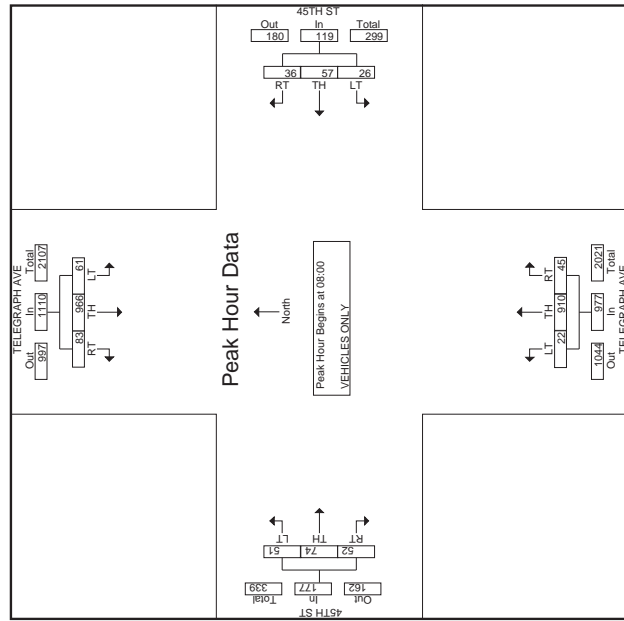 45TH ST
Out In Total
180 119 299
36 57 26
RT TH LT
TELEGRAPH AVE
Out In Total
997 1110 2107
83 966 61
RT TH LT
Peak Hour Data
North
Peak Hour Begins at 08:00
VEHICLES ONLY
LT TH RT
22 910 45
Out In Total
1044 977 2021
TELEGRAPH AVE
LT TH RT
51 74 52
Total In Out
339 177 162
45TH ST